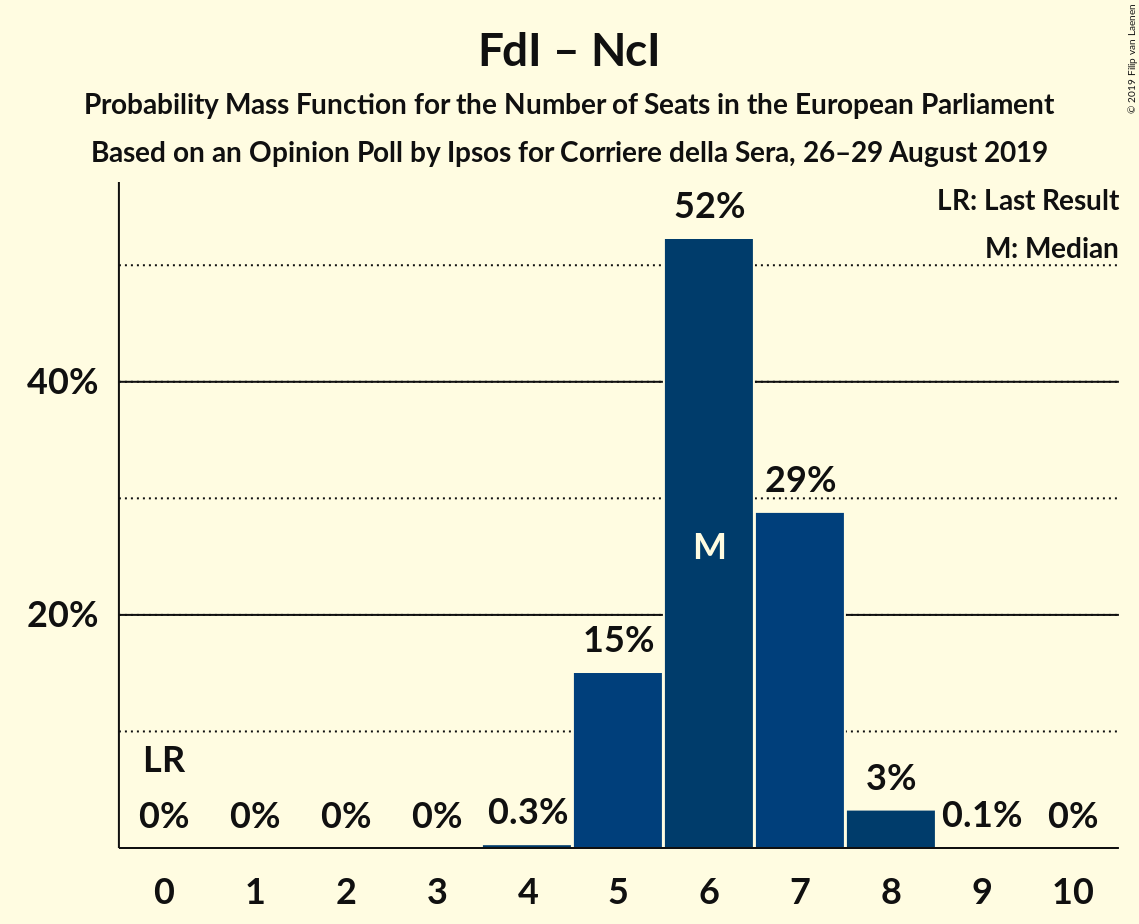 FdI – NcI
Probability Mass Function for the Number of Seats in the European Parliament
Based on an Opinion Poll by Ipsos for Corriere della Sera, 26–29 August 2019
© 2019 Filip van Laenen
LR: Last Result
M: Median
52%
40%
29%
M
20%
15%
LR
3%
0% 0% 0% 0% 0.3% 0.1% 0%
0 1 2 3 4 5 6 7 8 9 10